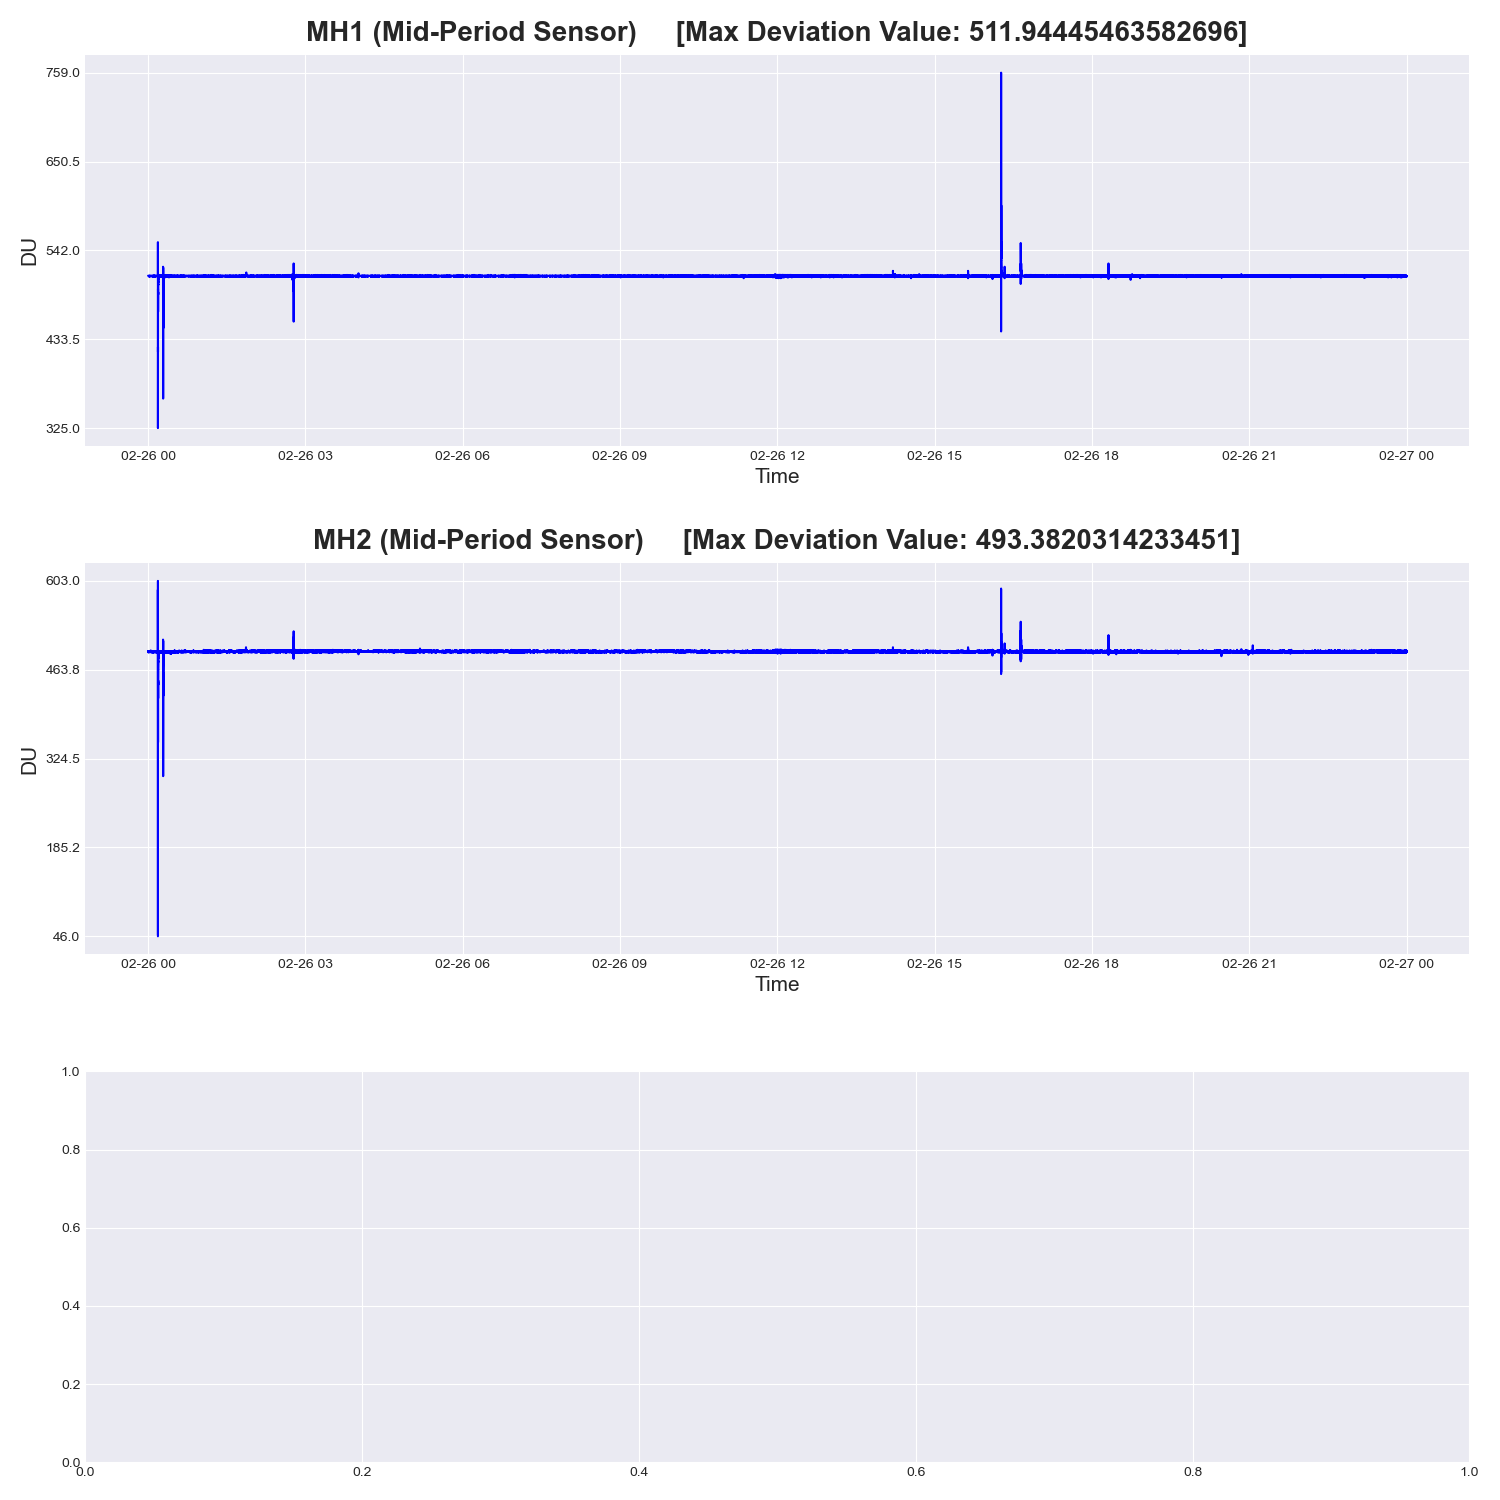 MH1 (Mid-Period Sensor) [Max Deviation Value: 511.94445463582696]
759.0
650.5
542.0
433.5
325.0
DU
02-26 00 02-26 03 02-26 06 02-26 09 02-26 12 02-26 15 02-26 18 02-26 21 02-27 00
Time
MH2 (Mid-Period Sensor) [Max Deviation Value: 493.3820314233451]
603.0
463.8
324.5
185.2
46.0
DU
02-26 00 02-26 03 02-26 06 02-26 09 02-26 12 02-26 15 02-26 18 02-26 21 02-27 00
Time
1.0
0.8
0.6
0.4
0.2
0.0
0.0 0.2 0.4 0.6 0.8 1.0